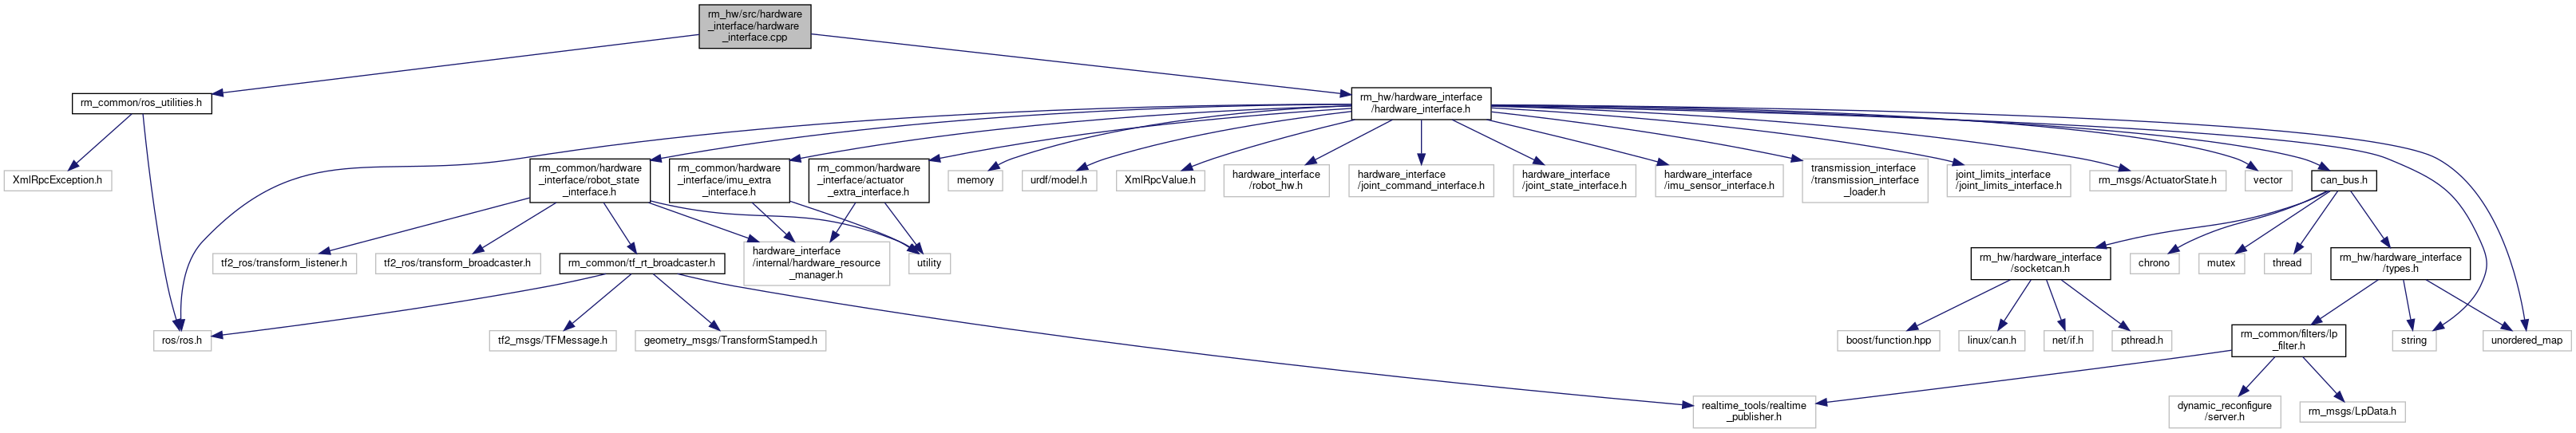 rm_hw/src/hardware
_interface/hardware
_interface.cpp
rm_common/ros_utilities.h
rm_hw/hardware_interface
/hardware_interface.h
XmlRpcException.h
rm_common/hardware
_interface/robot_state
_interface.h
rm_common/hardware
_interface/imu_extra
_interface.h
rm_common/hardware
_interface/actuator
_extra_interface.h
memory
urdf/model.h
XmlRpcValue.h
hardware_interface
/robot_hw.h
hardware_interface
/joint_command_interface.h
hardware_interface
/joint_state_interface.h
hardware_interface
/imu_sensor_interface.h
transmission_interface
/transmission_interface
_loader.h
joint_limits_interface
/joint_limits_interface.h
rm_msgs/ActuatorState.h
vector
can_bus.h
tf2_ros/transform_listener.h
tf2_ros/transform_broadcaster.h
rm_common/tf_rt_broadcaster.h
hardware_interface
/internal/hardware_resource
_manager.h
utility
rm_hw/hardware_interface
/socketcan.h
chrono
mutex
thread
rm_hw/hardware_interface
/types.h
ros/ros.h
tf2_msgs/TFMessage.h
geometry_msgs/TransformStamped.h
boost/function.hpp
linux/can.h
net/if.h
pthread.h
rm_common/filters/lp
_filter.h
string
unordered_map
realtime_tools/realtime
_publisher.h
dynamic_reconfigure
/server.h
rm_msgs/LpData.h